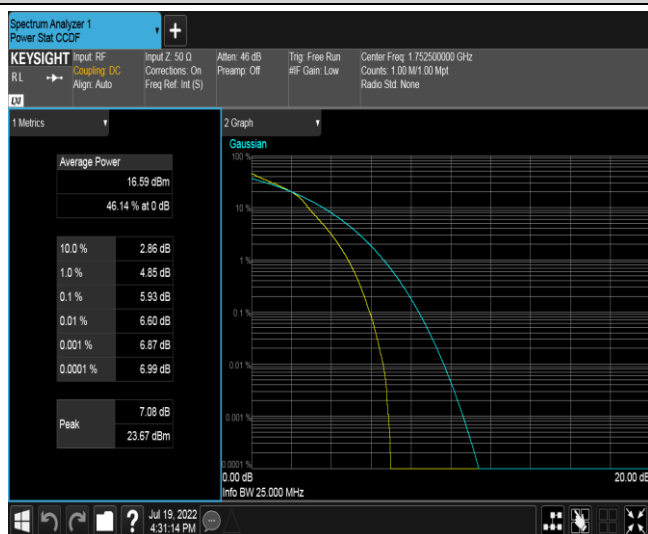 Spectrum Analyzer 1
Power Stat CCDF
+
KEYSIGHT
RL
LXI
Input: RF
Coupling: DC
Align: Auto
Input Z: 50 Ω
Corrections: On
Freq Ref: Int (S)
Atten: 46 dB
Preamp: Off
Trig: Free Run
#IF Gain: Low
Center Freq: 1.752500000 GHz
Counts: 1.00 M/1.00 Mpt
Radio Std: None
1 Metrics
Average Power
16.59 dBm
46.14 % at 0 dB
10.0 % 2.86 dB
1.0 % 4.85 dB
0.1 % 5.93 dB
0.01 % 6.60 dB
0.001 % 6.87 dB
0.0001 % 6.99 dB
Peak
7.08 dB
23.67 dBm
2 Graph
Gaussian
100 %
10 %
1 %
0.1 %
0.01 %
0.001 %
0.0001 %
0.00 dB
20.00 dB
Info BW 25.000 MHz
?
Jul 19, 2022
4:31:14 PM